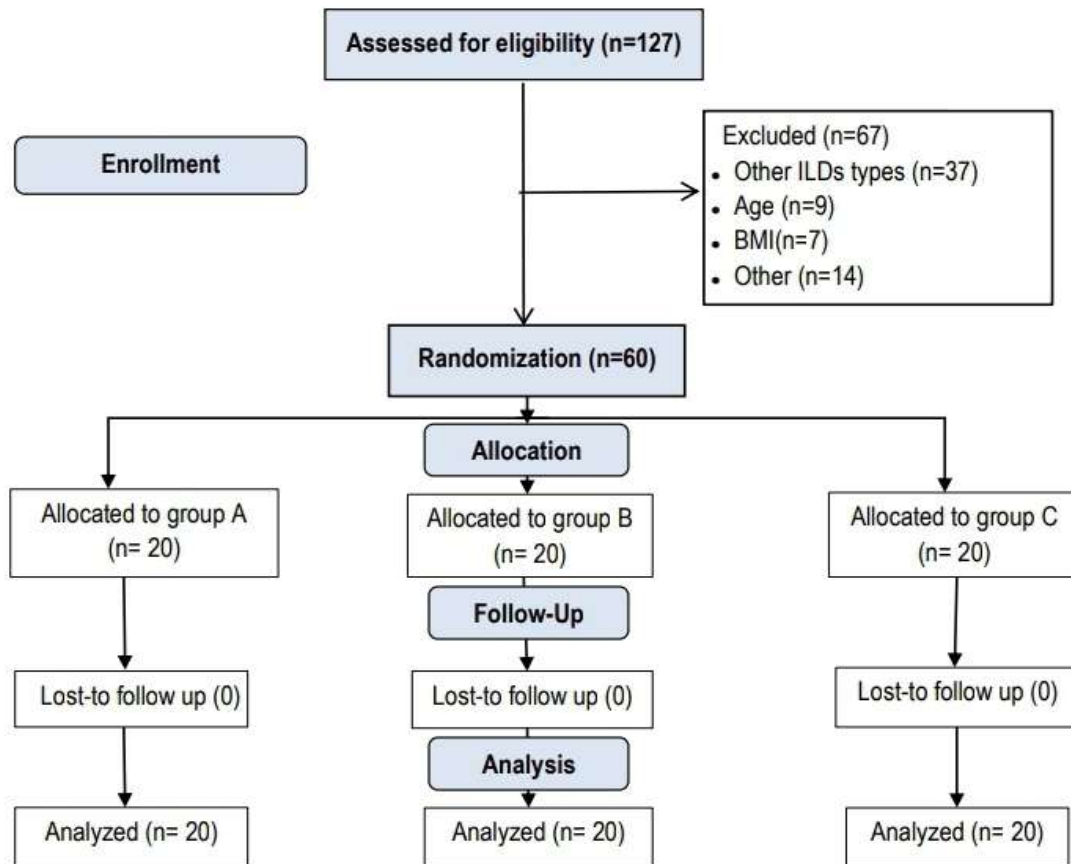 Assessed for eligibility (n=127)
Enrollment
Excluded (n=67)
• Other ILDs types (n=37)
• Age (n=9)
• BMI(n=7)
• Other (n=14)
Randomization (n=60)
Allocation
Allocated to group A
(n= 20)
Allocated to group B
(n= 20)
Allocated to group C
(n= 20)
Follow-Up
Lost-to follow up (0)
Lost-to follow up (0)
Lost-to follow up (0)
Analysis
Analyzed (n= 20)
Analyzed (n= 20)
Analyzed (n= 20)